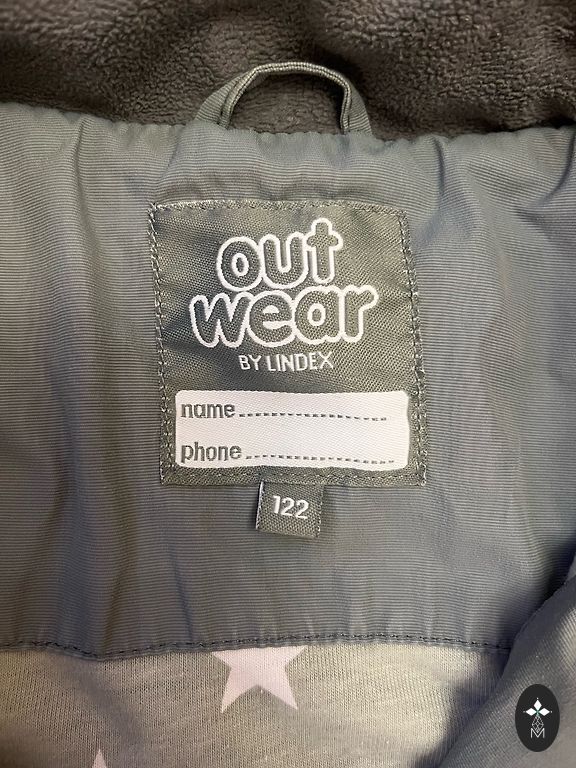 out
wear
BY LINDEX
name....................
phone....................
122
M